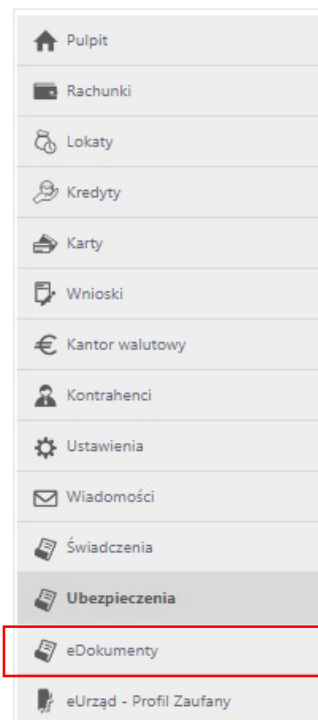 Pulpit
Rachunki
Lokaty
Kredyty
Karty
Wnioski
Kantor walutowy
Kontrahenci
Ustawienia
Wiadomości
Świadczenia
Ubezpieczenia
eDokumenty
eUrząd - Profil Zaufany